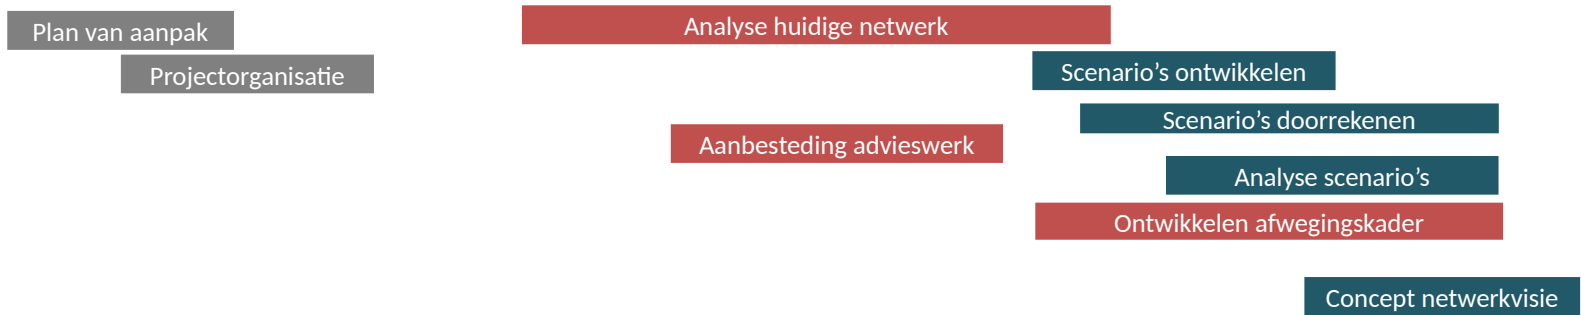 Plan van aanpak
Analyse huidige netwerk
Projectorganisatie
Scenario’s ontwikkelen
Scenario’s doorrekenen
Aanbesteding advieswerk
Analyse scenario’s
Ontwikkelen afwegingskader
Concept netwerkvisie